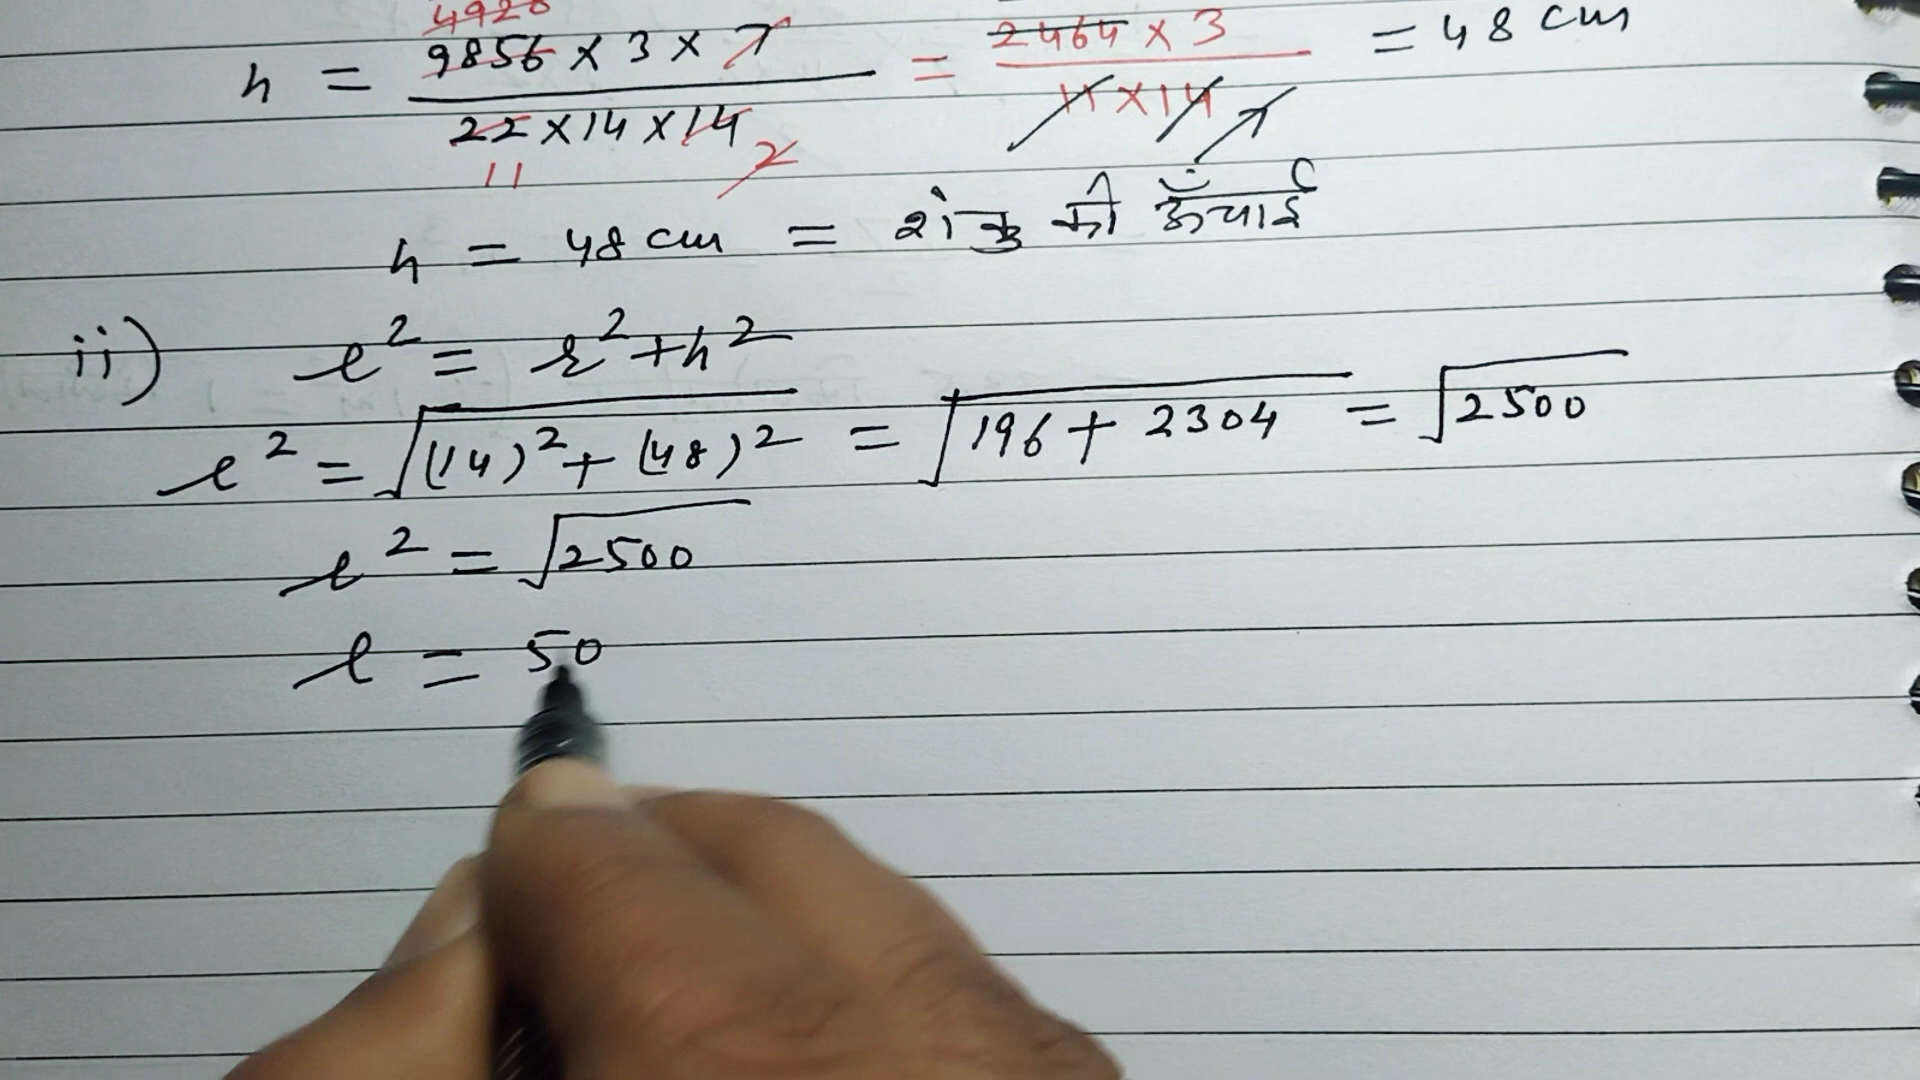 4928
h = 9856 × 3 × 7 / 22 × 14 × 14 = 2464 × 3 / 11 × 14 = 48 cm
11 2
h = 48 cm = शंकु की ऊँचाई
ii) l² = r² + h²
l² = √(14)² + (48)² = √196 + 2304 = √2500
l² = √2500
l = 50